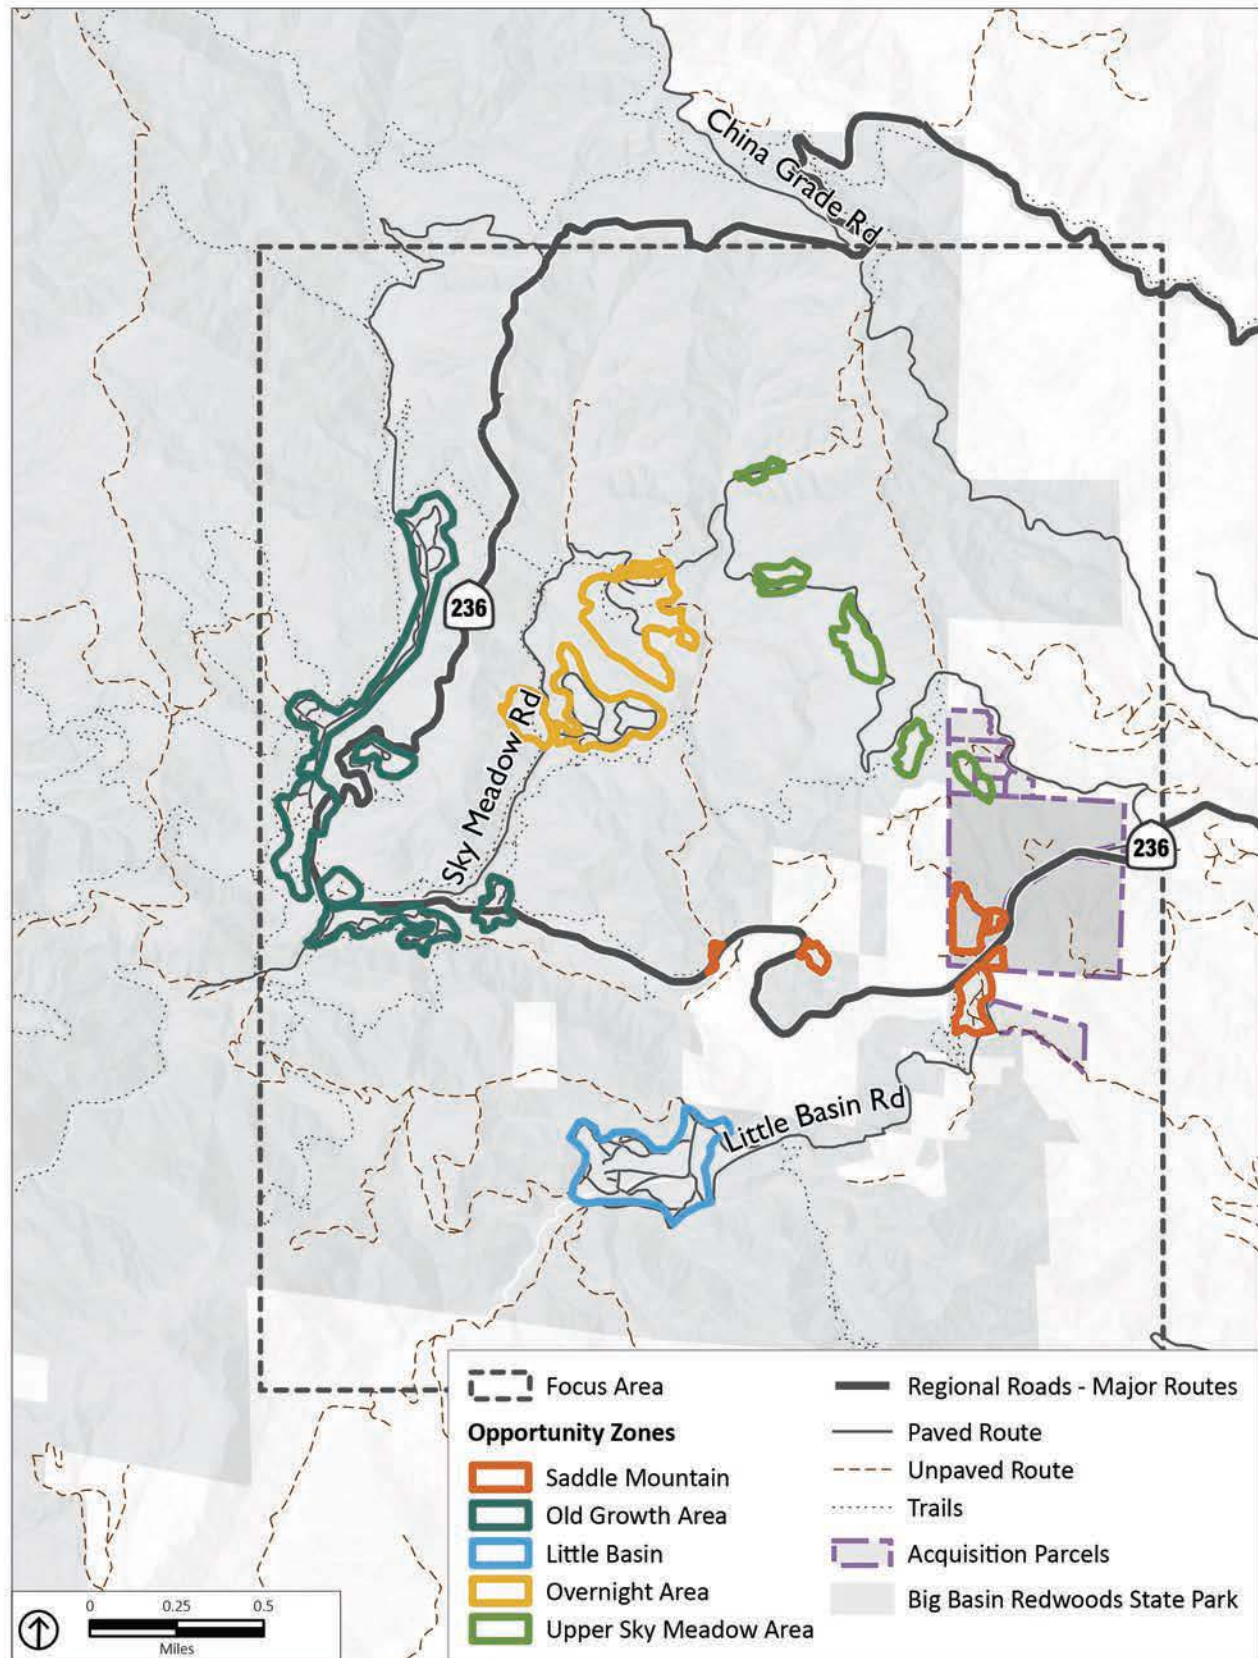 China Grade Rd
236
Sky Meadow Rd
236
Little Basin Rd
Focus Area
Opportunity Zones
Saddle Mountain
Old Growth Area
Little Basin
Overnight Area
Upper Sky Meadow Area
Regional Roads - Major Routes
Paved Route
Unpaved Route
Trails
Acquisition Parcels
Big Basin Redwoods State Park
0 0.25 0.5
Miles